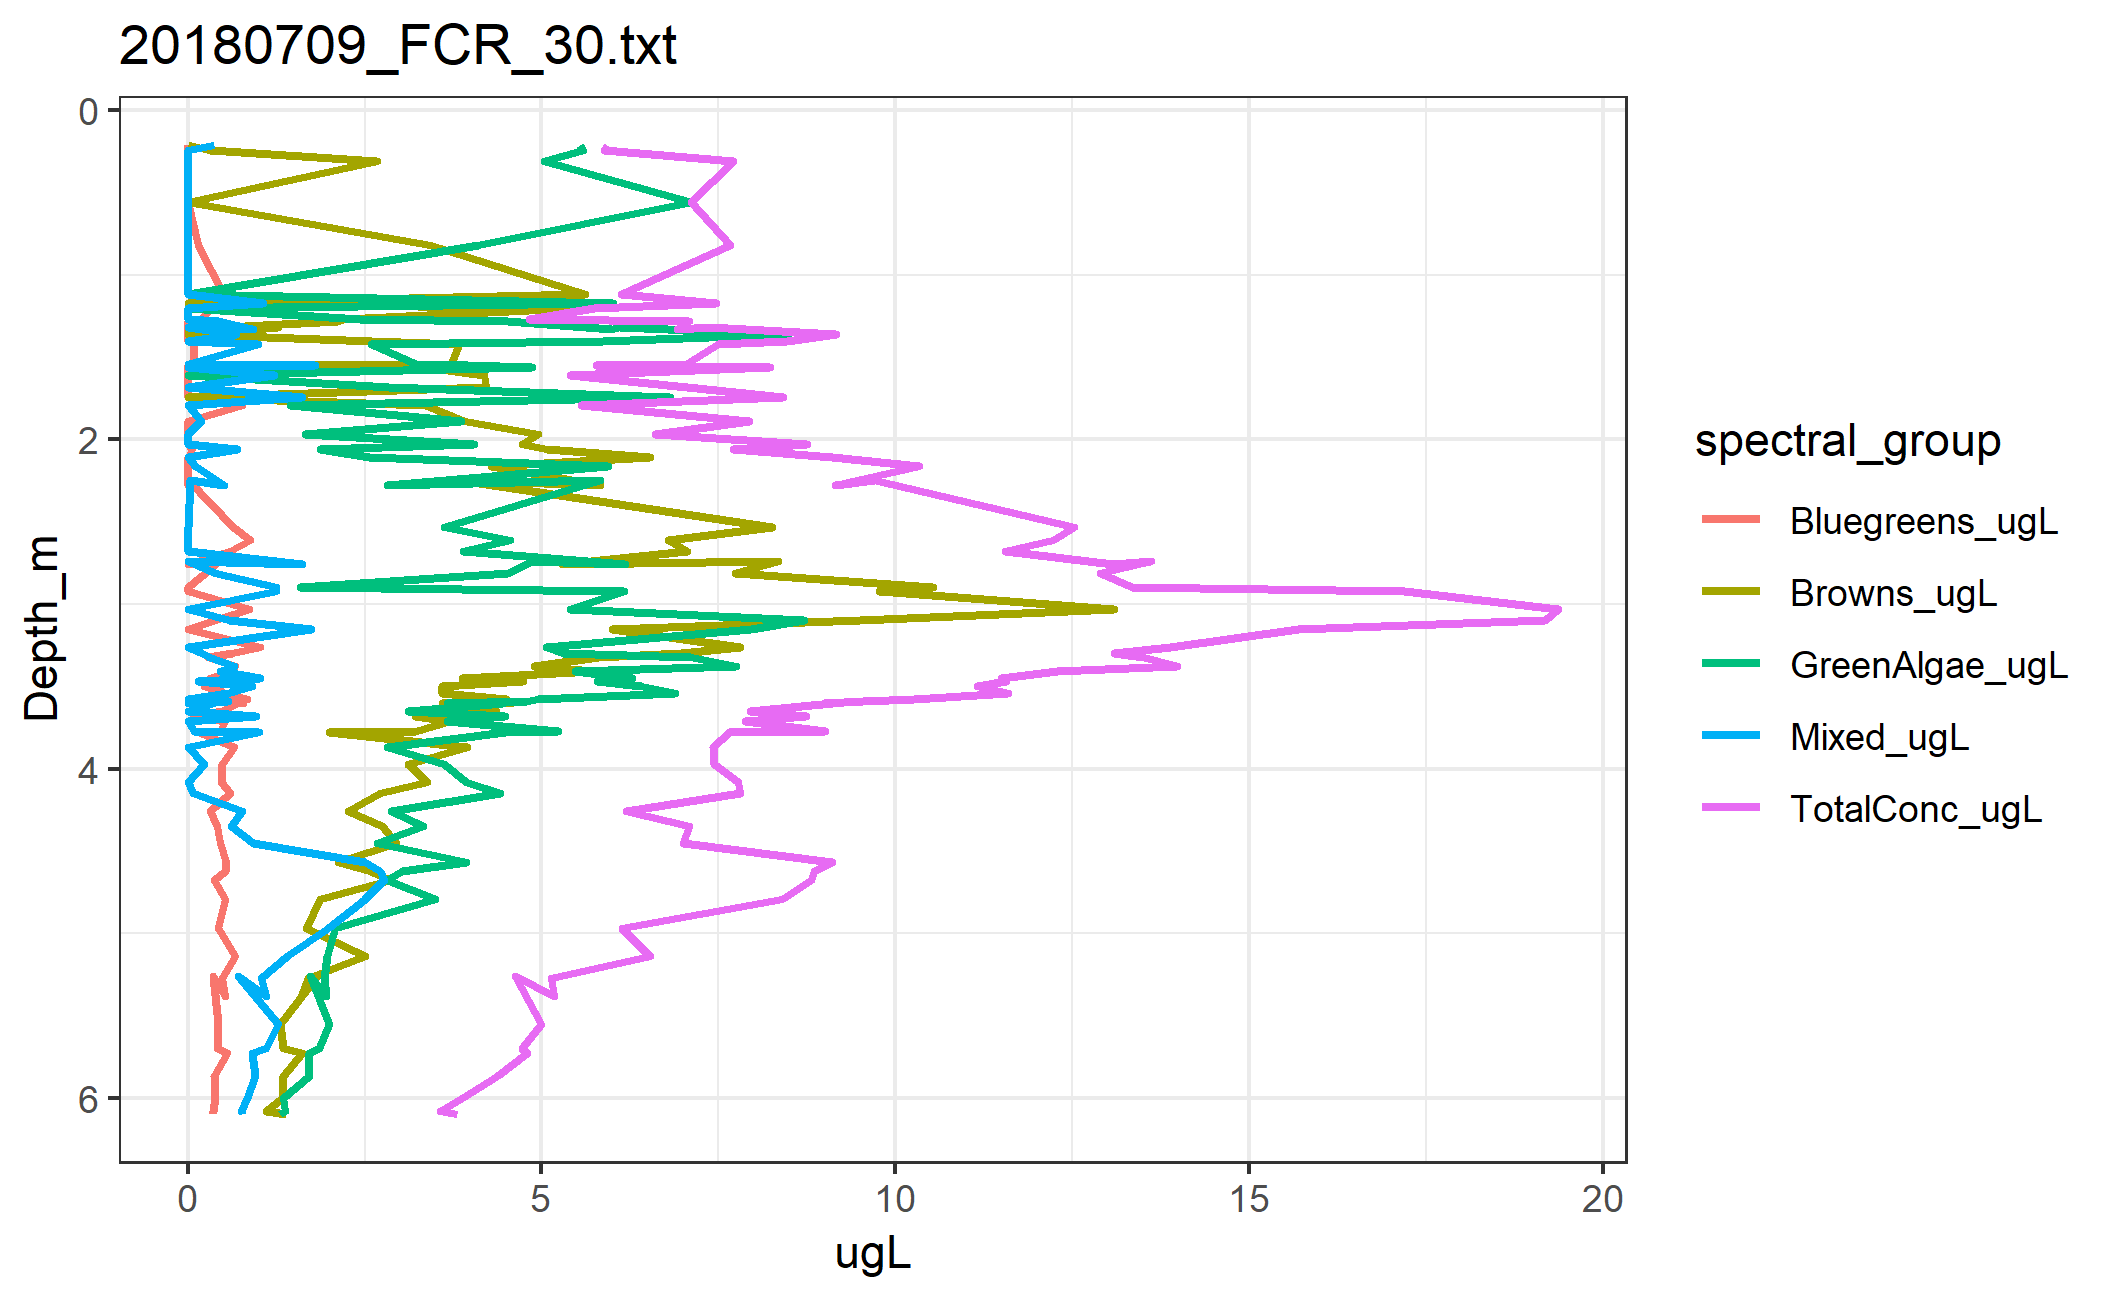 20180709_FCR_30.txt
0
2
4
6
Depth_m
0 5 10 15 20
ugL
spectral_group
Bluegreens_ugL
Browns_ugL
GreenAlgae_ugL
Mixed_ugL
TotalConc_ugL